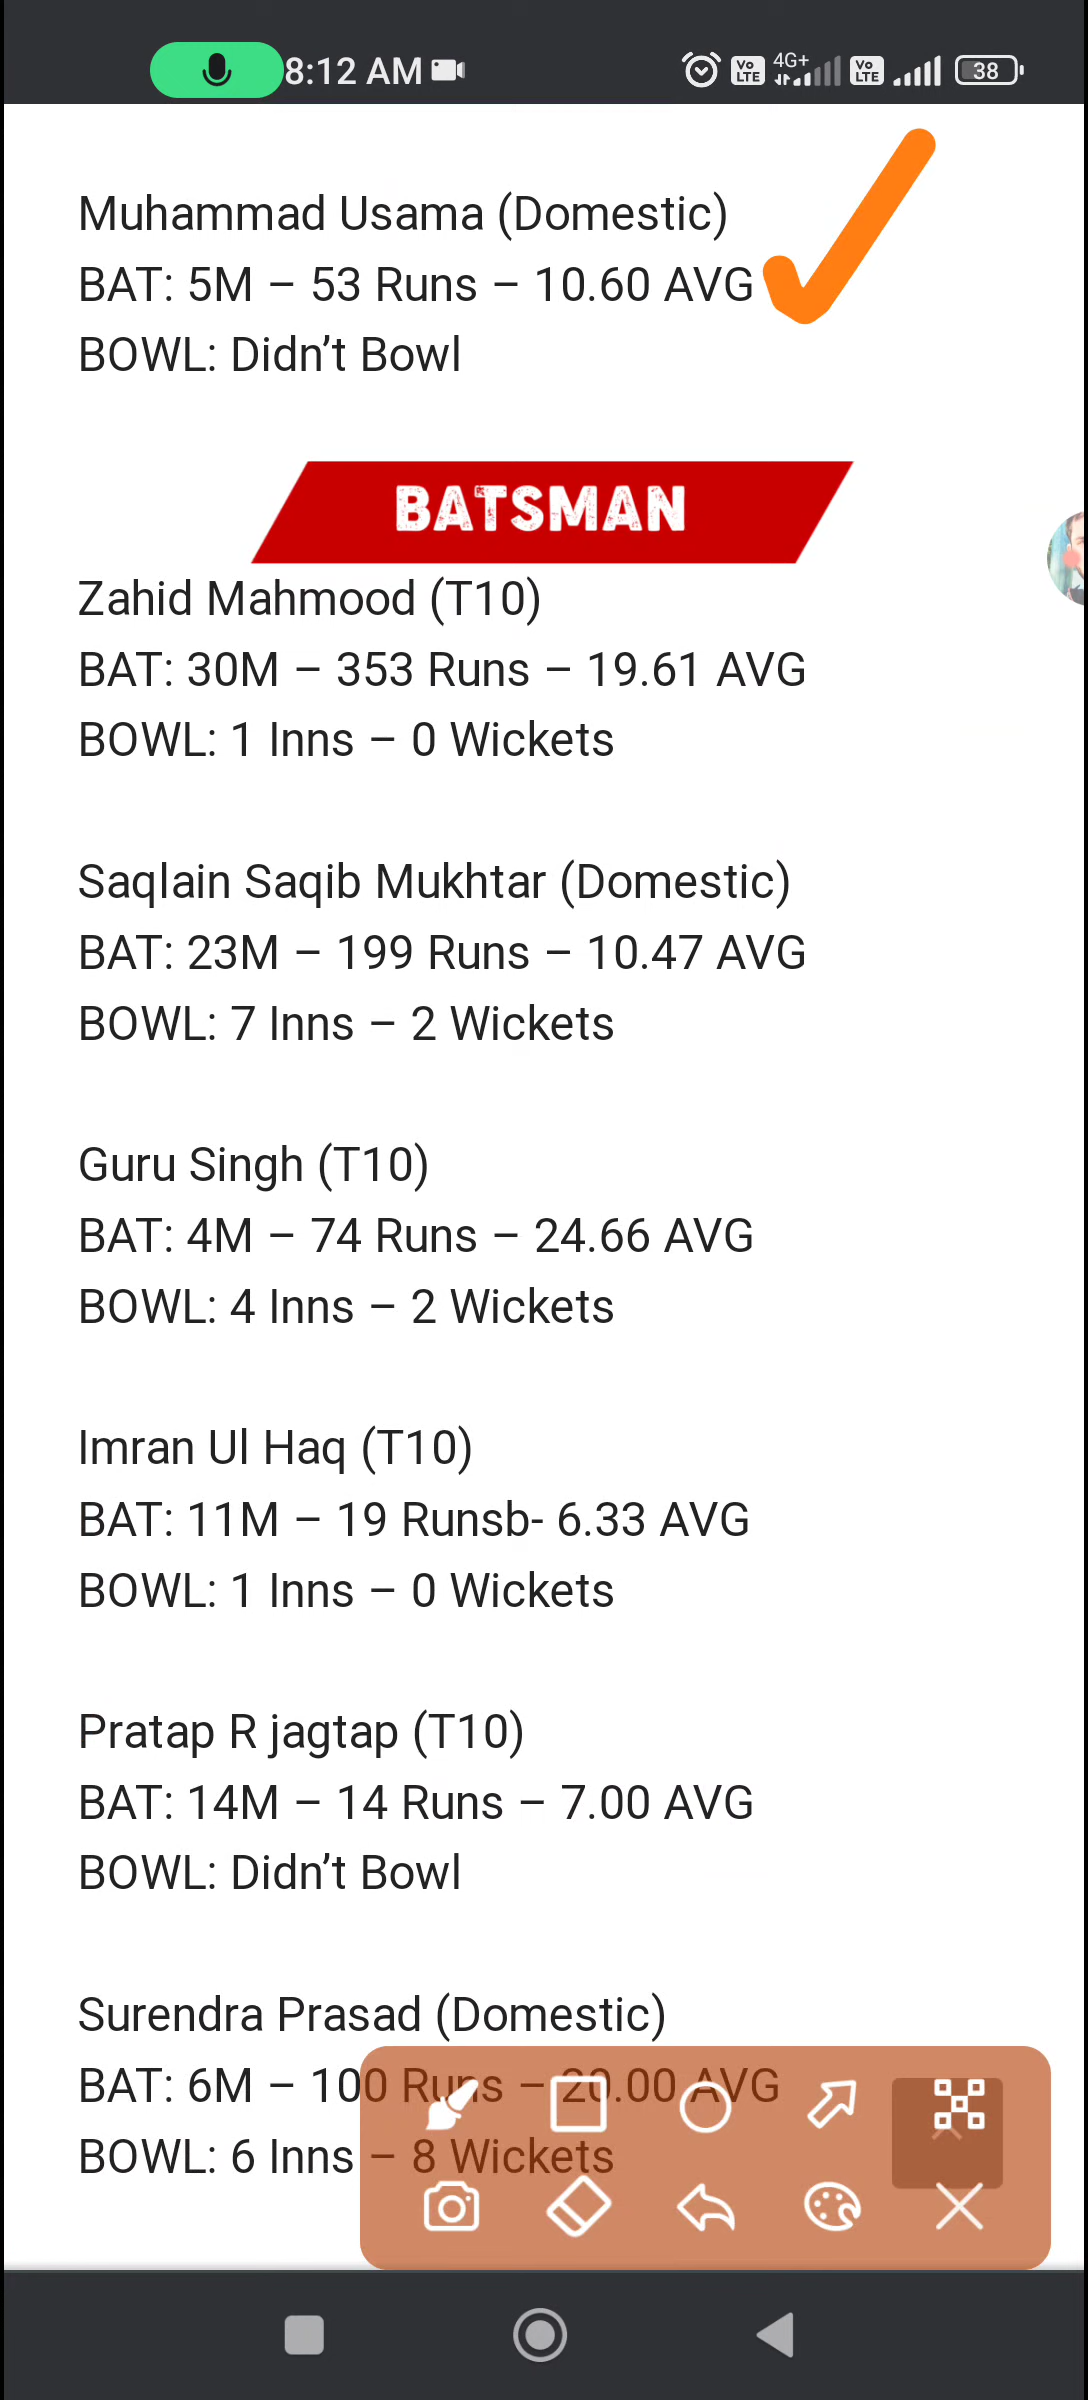 8:12 AM
Vo LTE 4G+ Vo LTE 38
Muhammad Usama (Domestic)
BAT: 5M – 53 Runs – 10.60 AVG
BOWL: Didn’t Bowl
BATSMAN
Zahid Mahmood (T10)
BAT: 30M – 353 Runs – 19.61 AVG
BOWL: 1 Inns – 0 Wickets
Saqlain Saqib Mukhtar (Domestic)
BAT: 23M – 199 Runs – 10.47 AVG
BOWL: 7 Inns – 2 Wickets
Guru Singh (T10)
BAT: 4M – 74 Runs – 24.66 AVG
BOWL: 4 Inns – 2 Wickets
Imran Ul Haq (T10)
BAT: 11M – 19 Runsb- 6.33 AVG
BOWL: 1 Inns – 0 Wickets
Pratap R jagtap (T10)
BAT: 14M – 14 Runs – 7.00 AVG
BOWL: Didn’t Bowl
Surendra Prasad (Domestic)
BAT: 6M – 100 Runs – 20.00 AVG
BOWL: 6 Inns – 8 Wickets